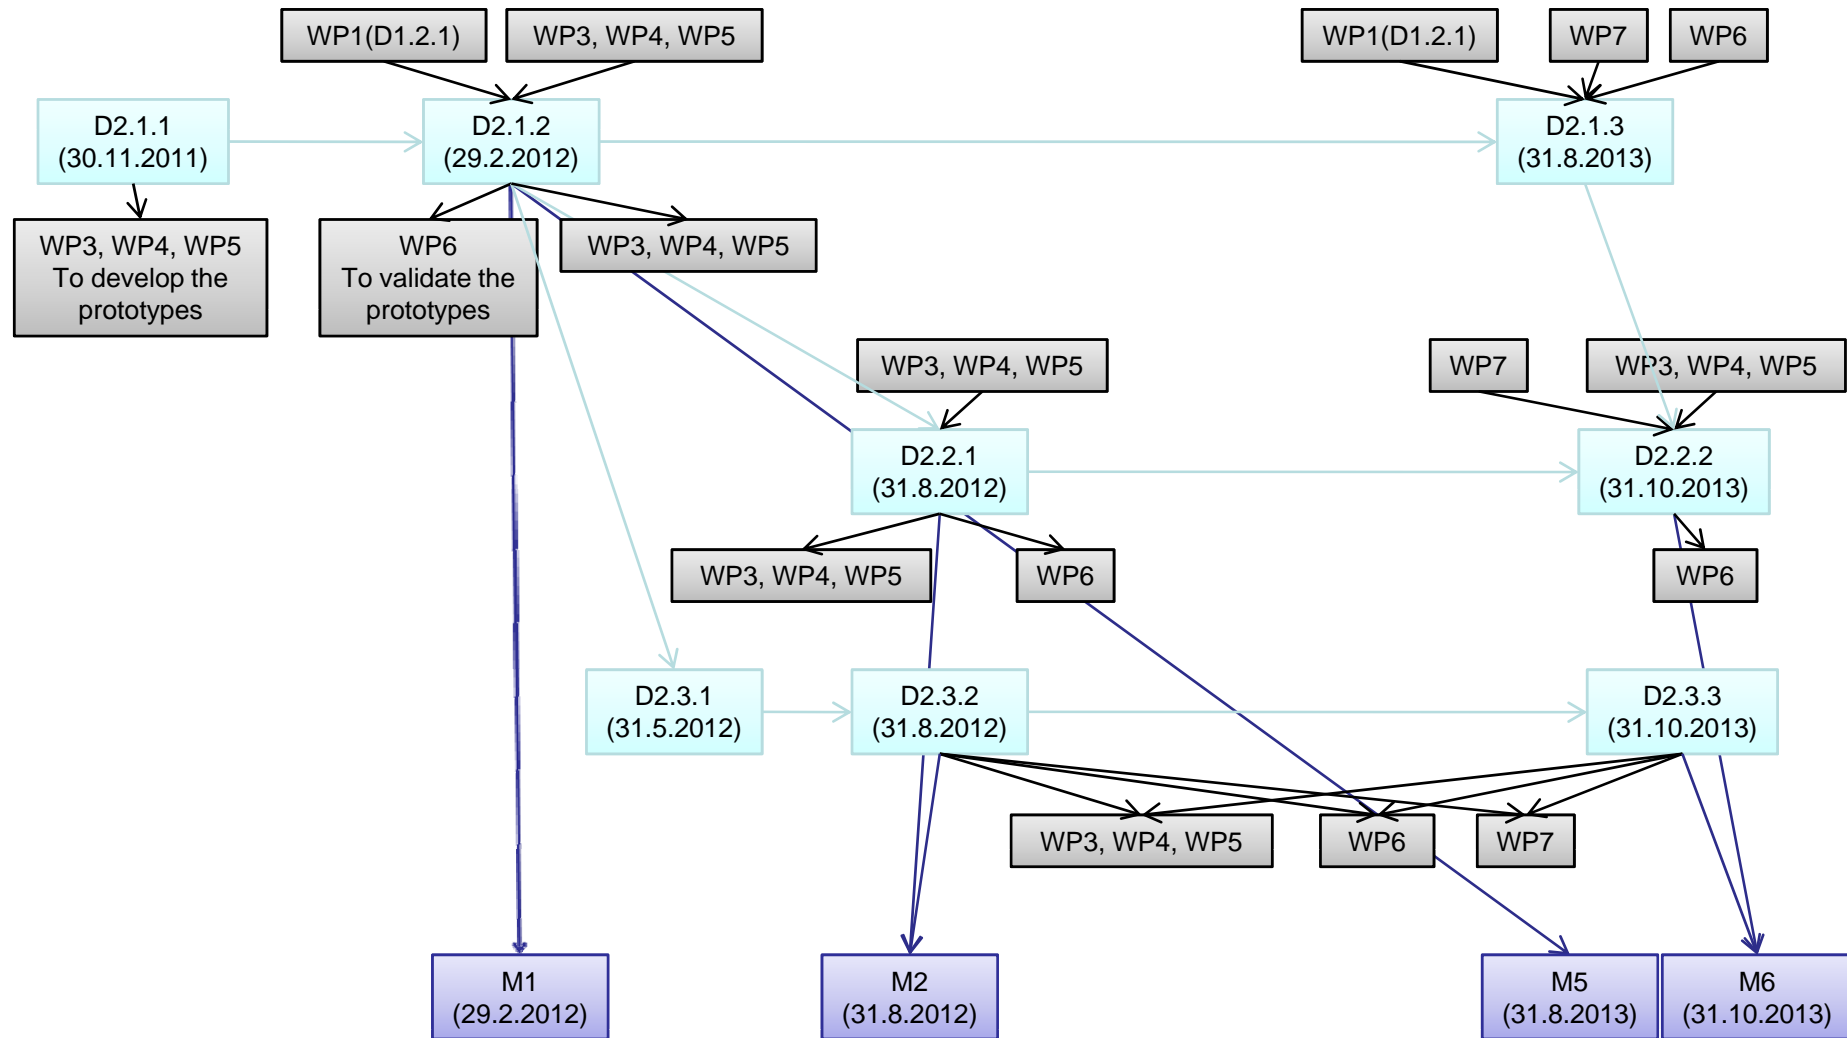 WP1(D1.2.1)
WP3, WP4, WP5
WP1(D1.2.1)
WP7
WP6
D2.1.1
(30.11.2011)
D2.1.2
(29.2.2012)
D2.1.3
(31.8.2013)
WP3, WP4, WP5
To develop the
prototypes
WP6
To validate the
prototypes
WP3, WP4, WP5
WP3, WP4, WP5
WP7
WP3, WP4, WP5
D2.2.1
(31.8.2012)
D2.2.2
(31.10.2013)
WP3, WP4, WP5
WP6
WP6
D2.3.1
(31.5.2012)
D2.3.2
(31.8.2012)
D2.3.3
(31.10.2013)
WP3, WP4, WP5
WP6
WP7
M1
(29.2.2012)
M2
(31.8.2012)
M5
(31.8.2013)
M6
(31.10.2013)